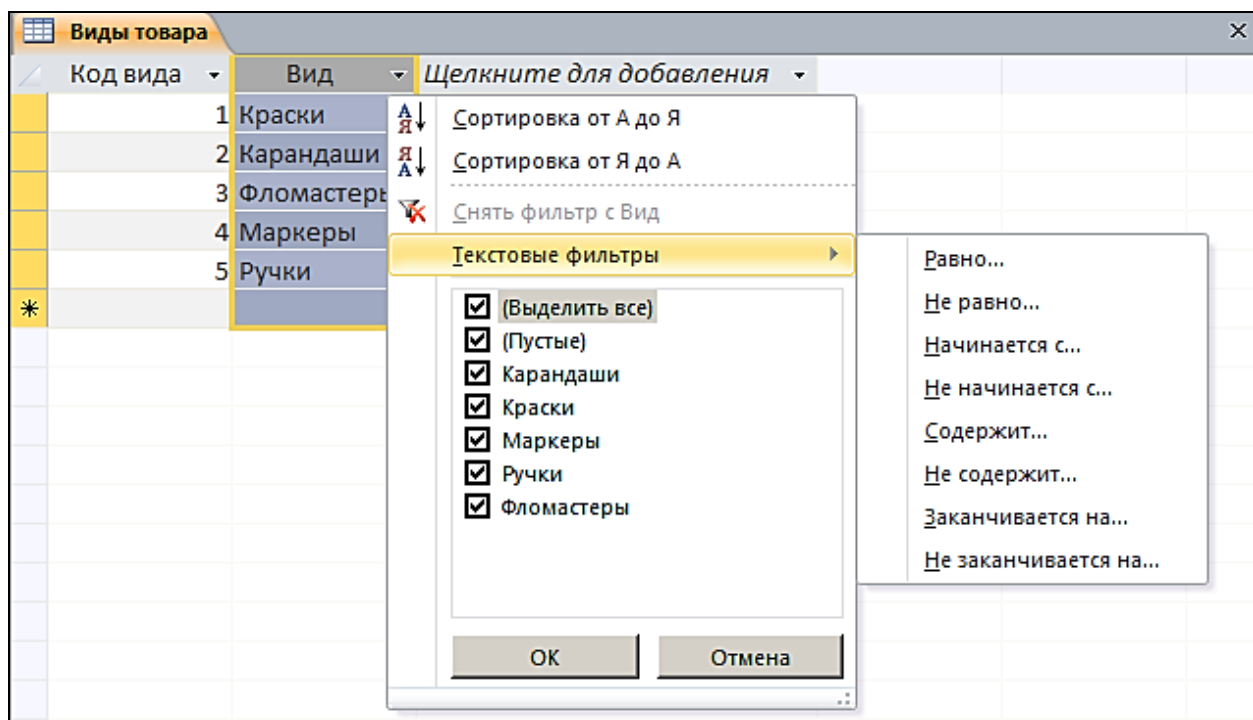 Виды товара
Код вида Вид Щелкните для добавления
1 Краски
2 Карандаши
3 Фломастеры
4 Маркеры
5 Ручки
Сортировка от А до Я
Сортировка от Я до А
Снять фильтр с Вид
Текстовые фильтры
(Выделить все)
(Пустые)
Карандаши
Краски
Маркеры
Ручки
Фломастеры
ОК Отмена
Равно...
Не равно...
Начинается с...
Не начинается с...
Содержит...
Не содержит...
Заканчивается на...
Не заканчивается на...